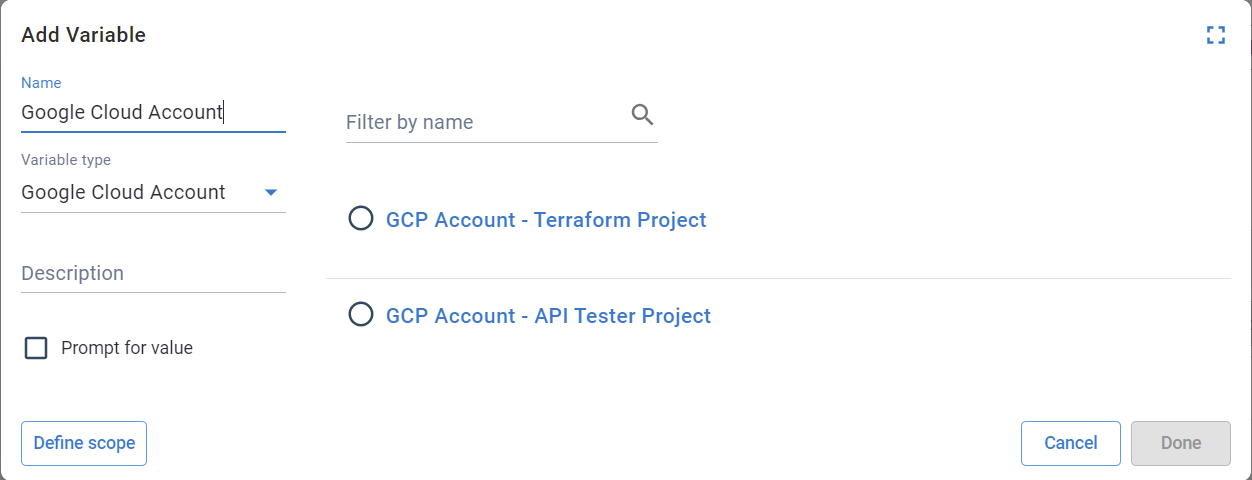 Add Variable
Name
Google Cloud Account
Variable type
Google Cloud Account
Description
Prompt for value
Define scope
Filter by name
GCP Account - Terraform Project
GCP Account - API Tester Project
Cancel
Done